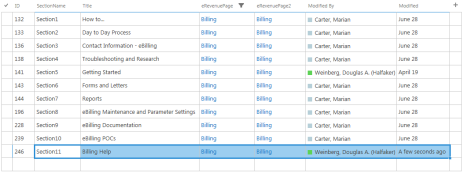 ✓ ID SectionName Title eRevenuePage eRevenuePage2 Modified By Modified +
132 Section1 How to... Billing Billing Carter, Marian June 28
133 Section2 Day to Day Process Billing Billing Carter, Marian June 28
136 Section3 Contact Information - eBilling Billing Billing Carter, Marian June 28
138 Section4 Troubleshooting and Research Billing Billing Carter, Marian June 28
141 Section5 Getting Started Billing Billing Weinberg, Douglas A. (Halfaker) April 19
143 Section6 Forms and Letters Billing Billing Carter, Marian June 28
144 Section7 Reports Billing Billing Carter, Marian June 28
196 Section8 eBilling Maintenance and Parameter Settings Billing Billing Carter, Marian June 28
228 Section9 eBilling Documentation Billing Billing Carter, Marian June 28
239 Section10 eBilling POCs Billing Billing Carter, Marian June 28
246 Section11 Billing Help Billing Billing Weinberg, Douglas A. (Halfaker) A few seconds ago